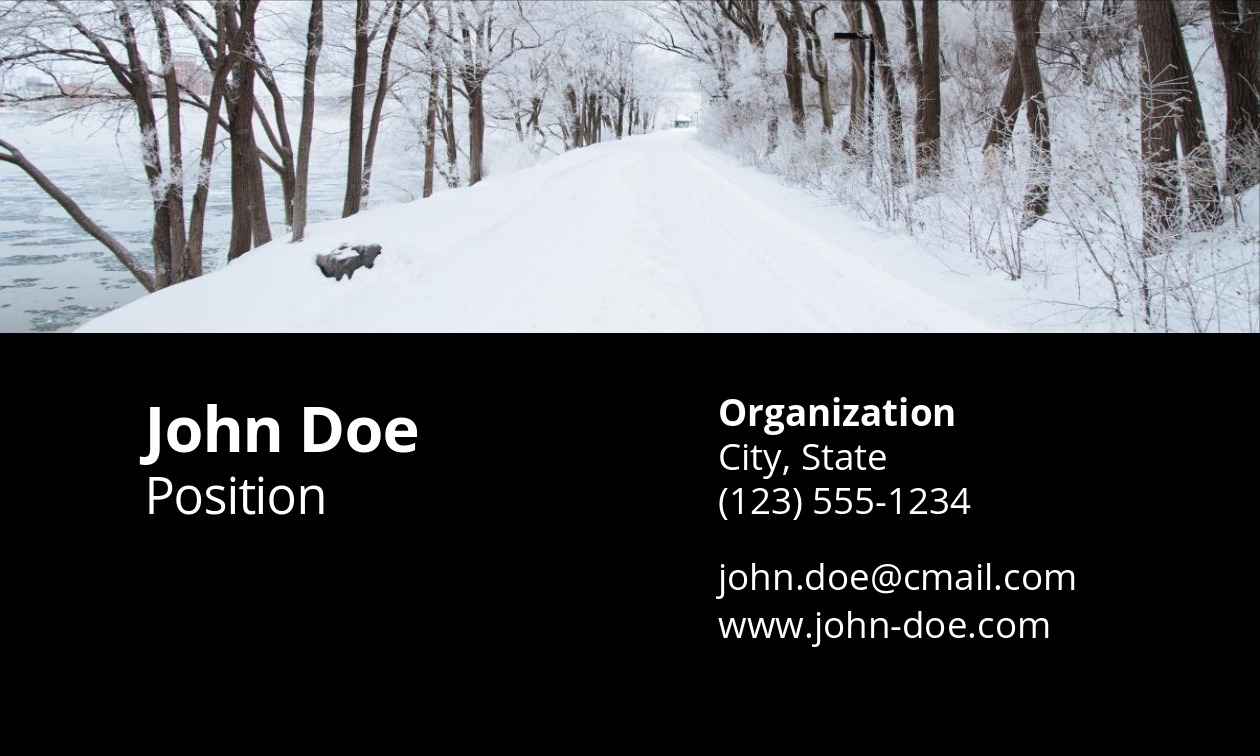 John Doe
Position
Organization
City, State
(123) 555-1234
john.doe@cmail.com
www.john-doe.com